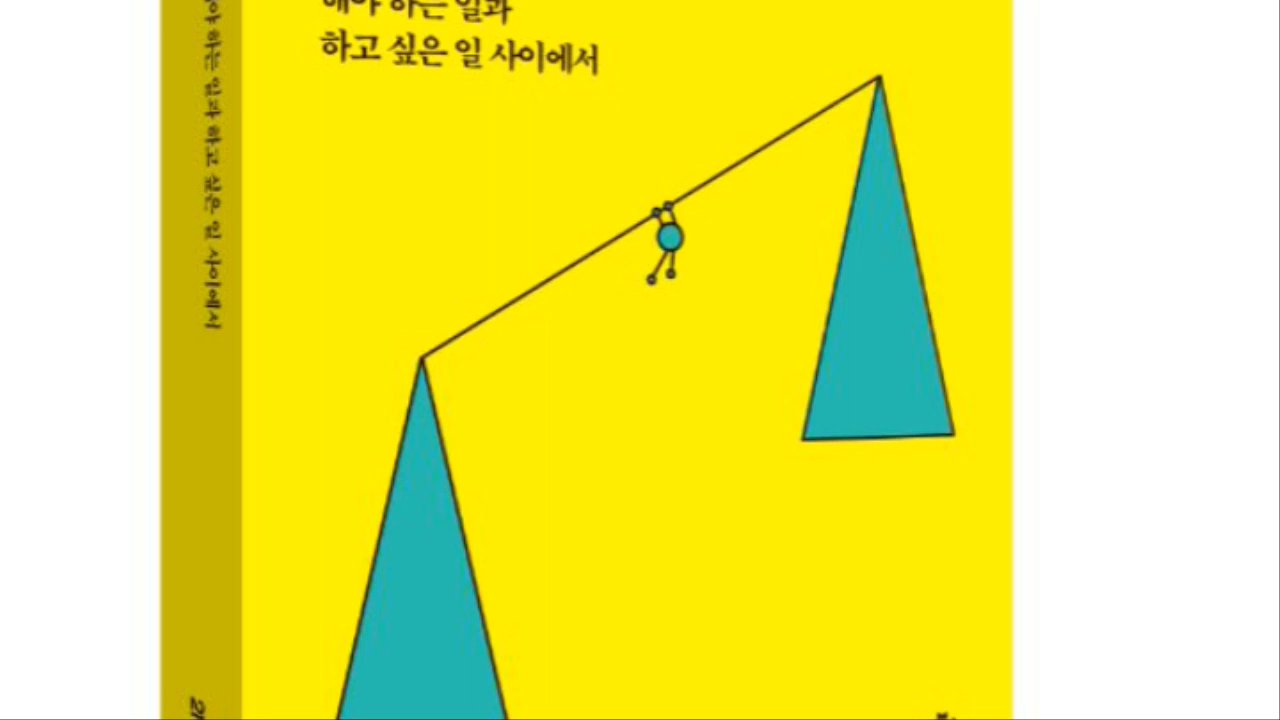 해야 하는 일과
하고 싶은 일 사이에서
해야 하는 일과 하고 싶은 일 사이에서
21